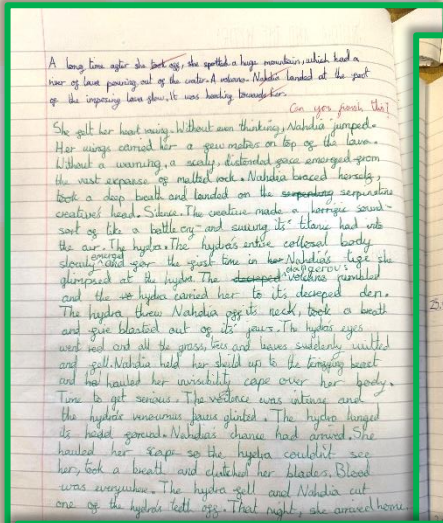 A long time after she took off, she spotted a huge mountain, which had a
river of lava pouring out of the crater. A volcano. Nahdia landed at the foot
of the imposing lava flow. It was heading towards her.
Can you finish this?
She felt her heart racing. Without even thinking, Nahdia jumped.
Her wings carried her a few metres on top of the lava.
Without a warning, a scaly, distended face emerged from
the vast expanse of malted rock. Nahdia braced herself,
took a deep breath and landed on the serpentine
creatives head. Silence. The creature made a horrific sound-
sort of like a battle cry- and swung its' titanic head into
the air. The hydra. The hydra's entire collosal body
slowly emerged and for the first time in her Nahdia's life she
glimpsed at the hydra. The decreped dangerous volcano rumbled
and the hydra carried her to its decreped den.
The hydra threw Nahdia off its neck, took a breath
and fire blasted out of its' jaws. The hydra's eyes
went red and all the grass, trees and leaves suddenly wilted
and fell. Nahdia held her shield up to the terrifying beast
and hauled her invisibility cape over her body.
Time to get serious. The violence was intense and
the hydra's venoumus fangs glinted. The hydra lunged
its head forward. Nahdia's chance had arrived. She
hauled her cape so the hydra couldn't see
her, took a breath and clutched her blades. Blood
was everywhere. The hydra fell and Nahdia cut
one of the hydra's teeth off. That night, she arrived home.